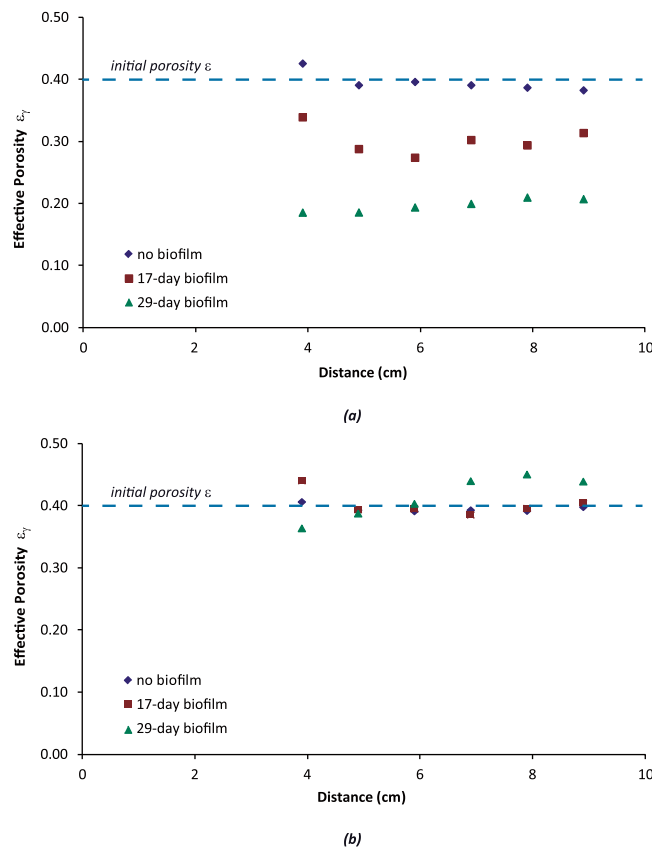 0.50
initial porosity ε
0.40
0.30
0.20
0.10
0.00
Effective Porosity εγ
no biofilm
17-day biofilm
29-day biofilm
0 2 4 6 8 10
Distance (cm)
(a)
0.50
initial porosity ε
0.40
0.30
0.20
0.10
0.00
Effective Porosity εγ
no biofilm
17-day biofilm
29-day biofilm
0 2 4 6 8 10
Distance (cm)
(b)